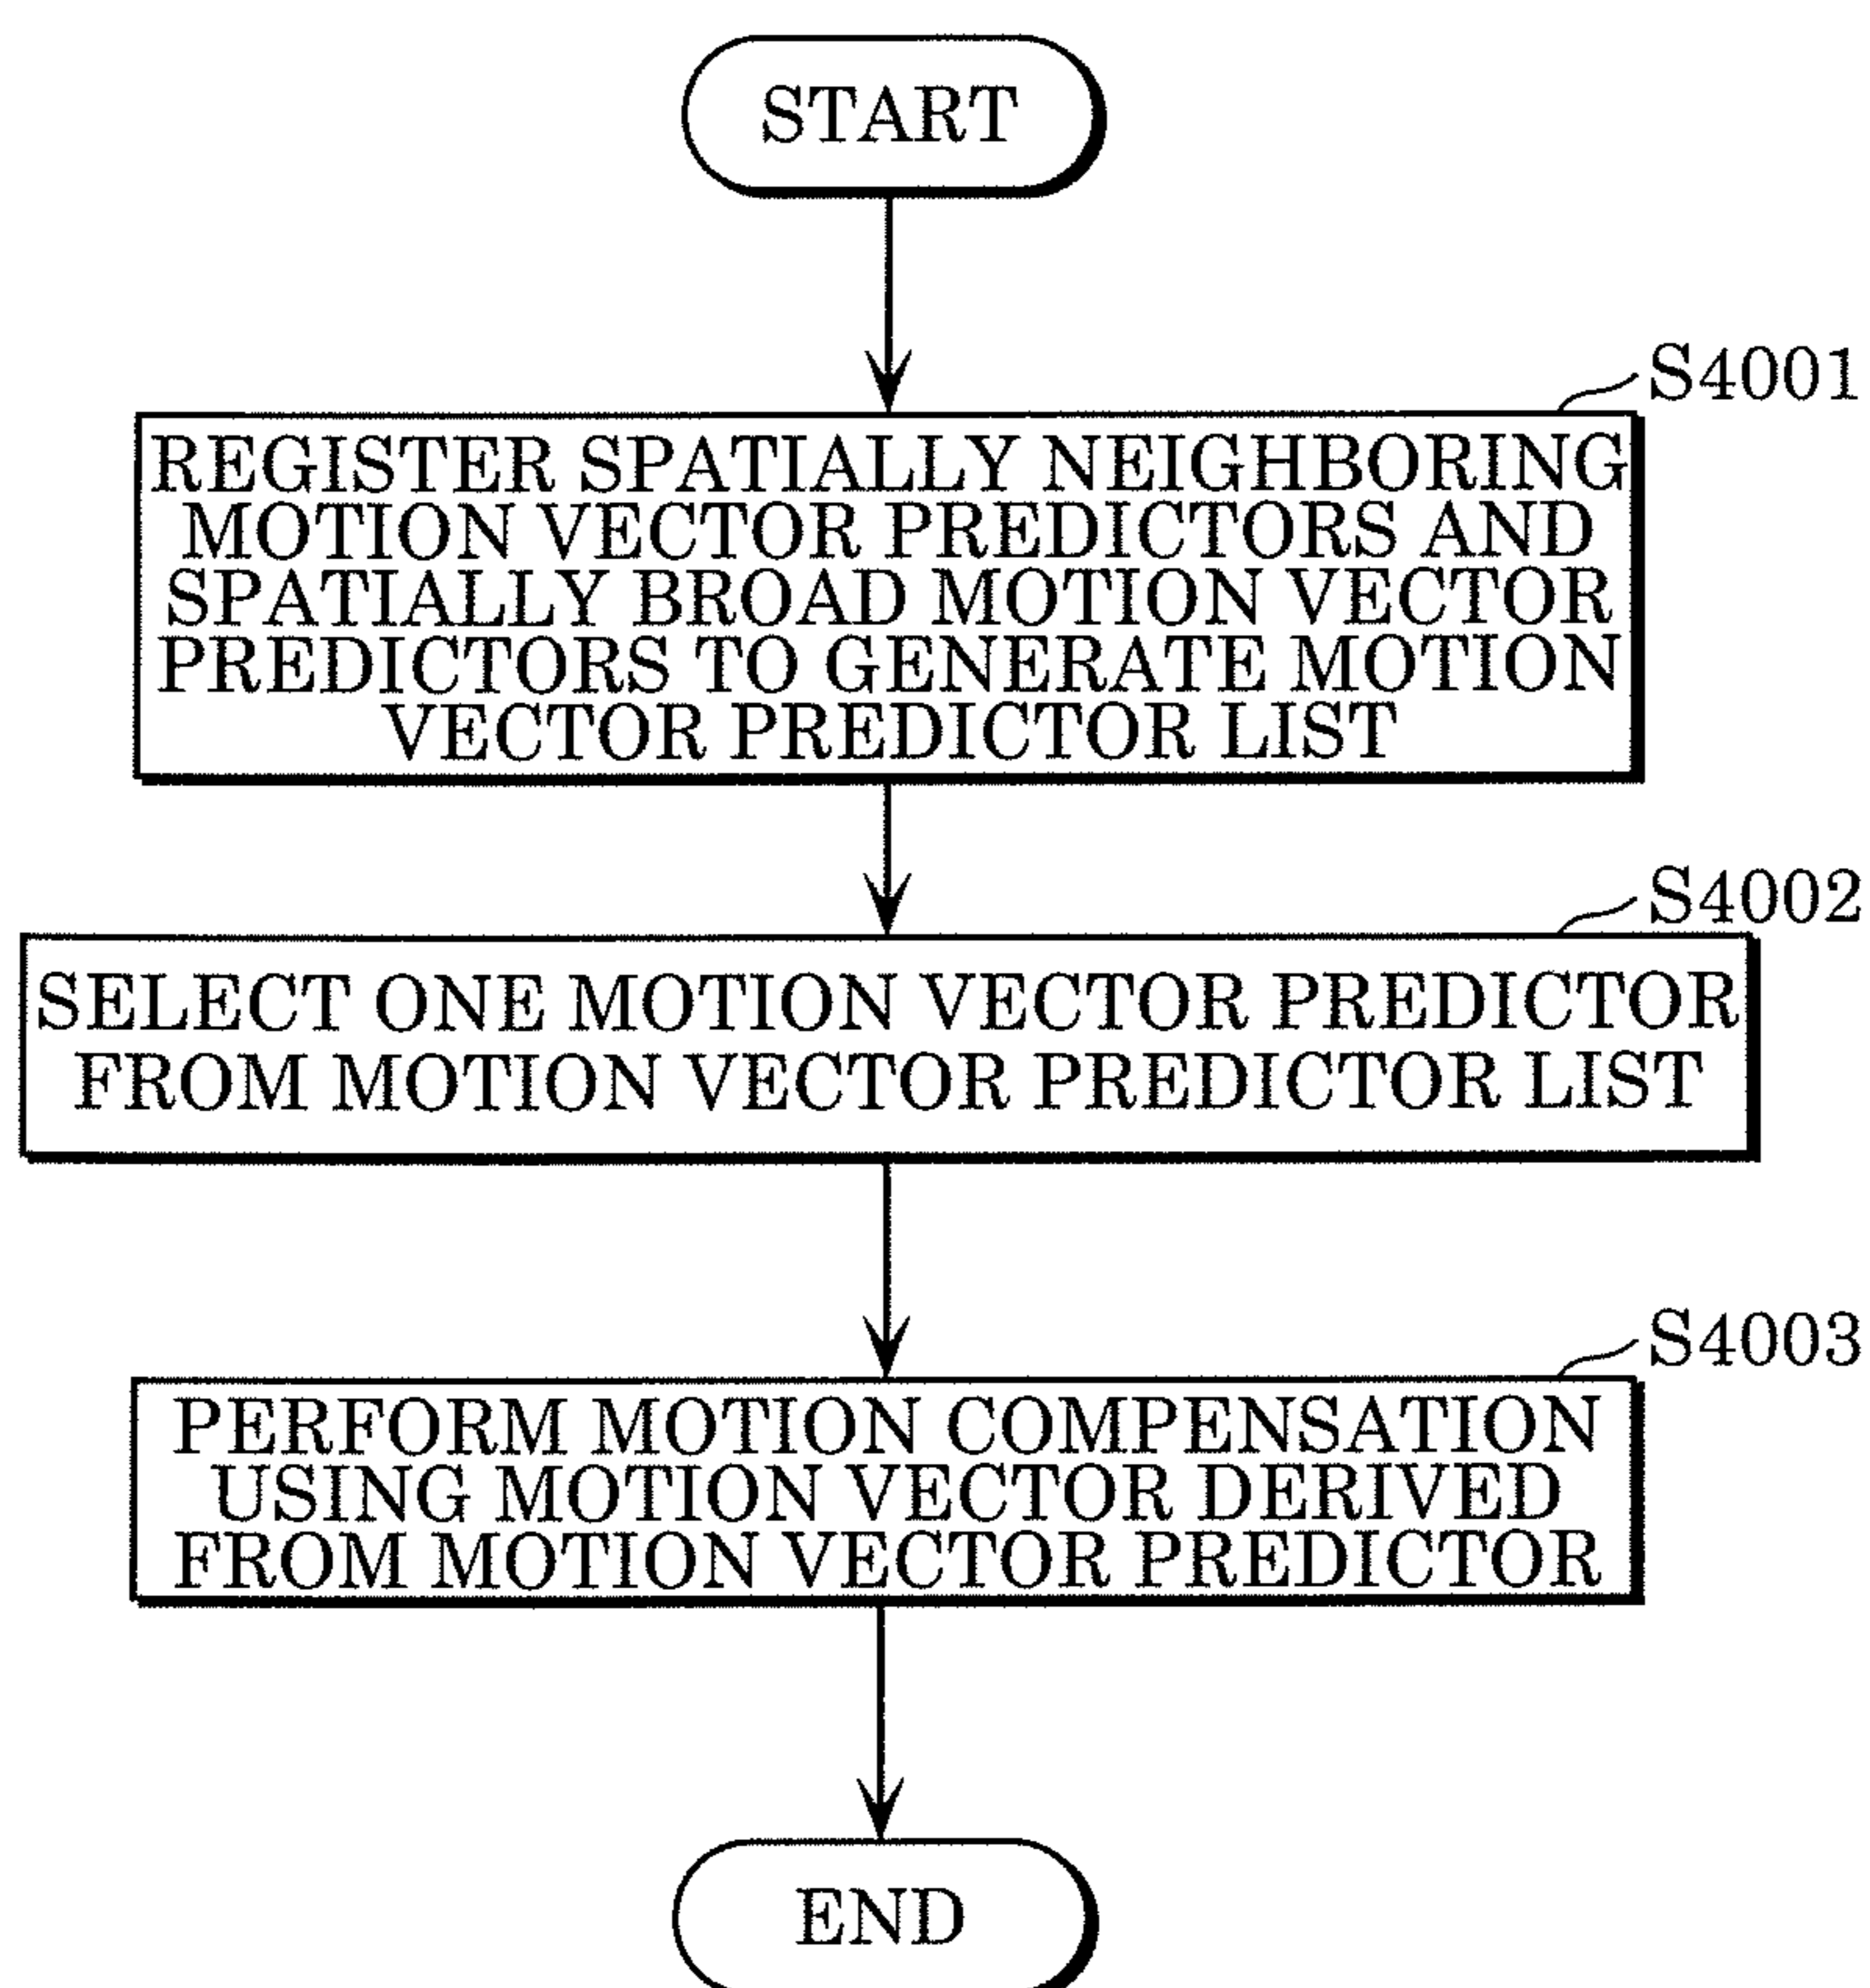 START
S4001
REGISTER SPATIALLY NEIGHBORING
MOTION VECTOR PREDICTORS AND
SPATIALLY BROAD MOTION VECTOR
PREDICTORS TO GENERATE MOTION
VECTOR PREDICTOR LIST
S4002
SELECT ONE MOTION VECTOR PREDICTOR
FROM MOTION VECTOR PREDICTOR LIST
S4003
PERFORM MOTION COMPENSATION
USING MOTION VECTOR DERIVED
FROM MOTION VECTOR PREDICTOR
END